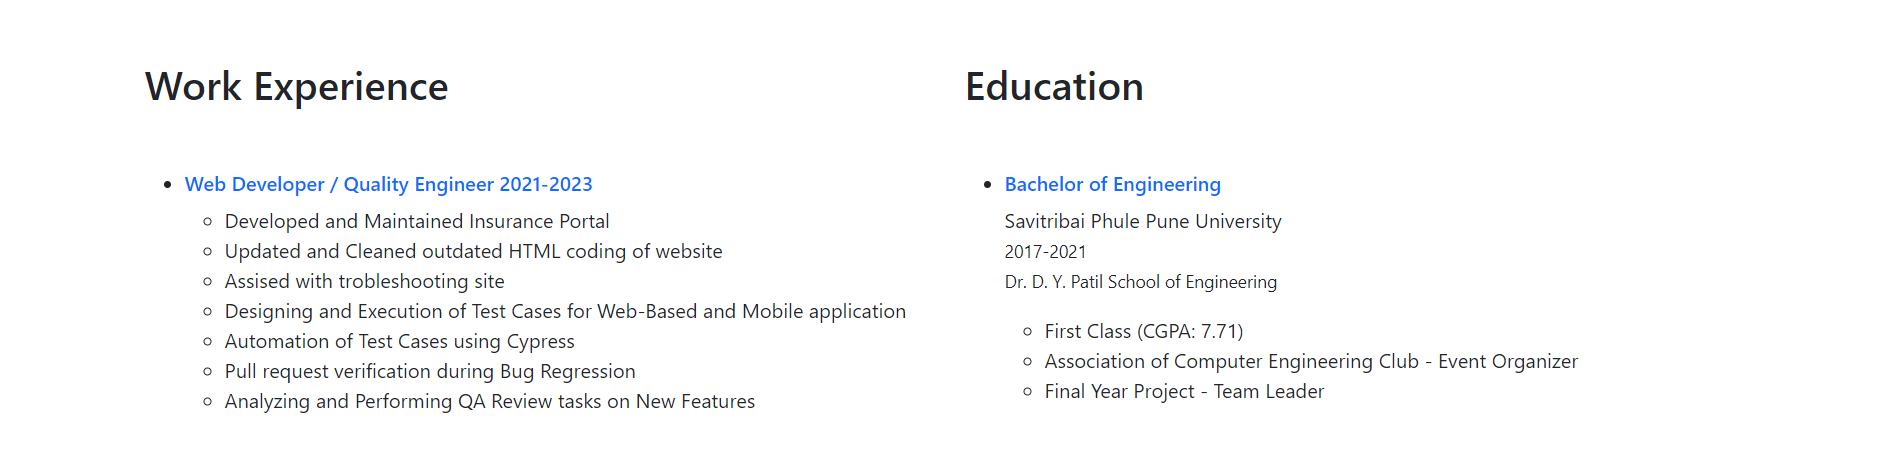 Work Experience
Web Developer / Quality Engineer 2021-2023
Developed and Maintained Insurance Portal
Updated and Cleaned outdated HTML coding of website
Assised with trobleshooting site
Designing and Execution of Test Cases for Web-Based and Mobile application
Automation of Test Cases using Cypress
Pull request verification during Bug Regression
Analyzing and Performing QA Review tasks on New Features
Education
Bachelor of Engineering
Savitribai Phule Pune University
2017-2021
Dr. D. Y. Patil School of Engineering
First Class (CGPA: 7.71)
Association of Computer Engineering Club - Event Organizer
Final Year Project - Team Leader